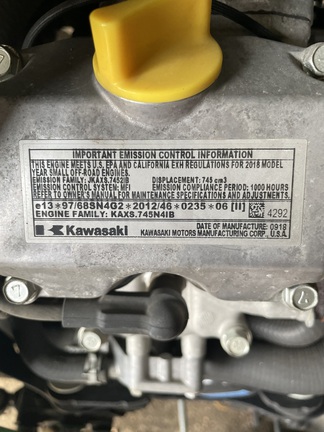 IMPORTANT EMISSION CONTROL INFORMATION
THIS ENGINE MEETS U.S. EPA AND CALIFORNIA EXH REGULATIONS FOR 2018 MODEL
YEAR SMALL OFF-ROAD ENGINES.
EMISSION FAMILY: JKAXS.7452IB DISPLACEMENT: 745 cm3
EMISSION CONTROL SYSTEM: MFI EMISSION COMPLIANCE PERIOD: 1000 HOURS
REFER TO OWNER'S MANUAL FOR MAINTENANCE SPECIFICATIONS AND ADJUSTMENTS.
e13*97/68SN4G2*2012/46*0235*06 [II] 4292
ENGINE FAMILY: KAXS.745N4IB
Kawasaki DATE OF MANUFACTURE: 0918
KAWASAKI MOTORS MANUFACTURING CORP., U.S.A.